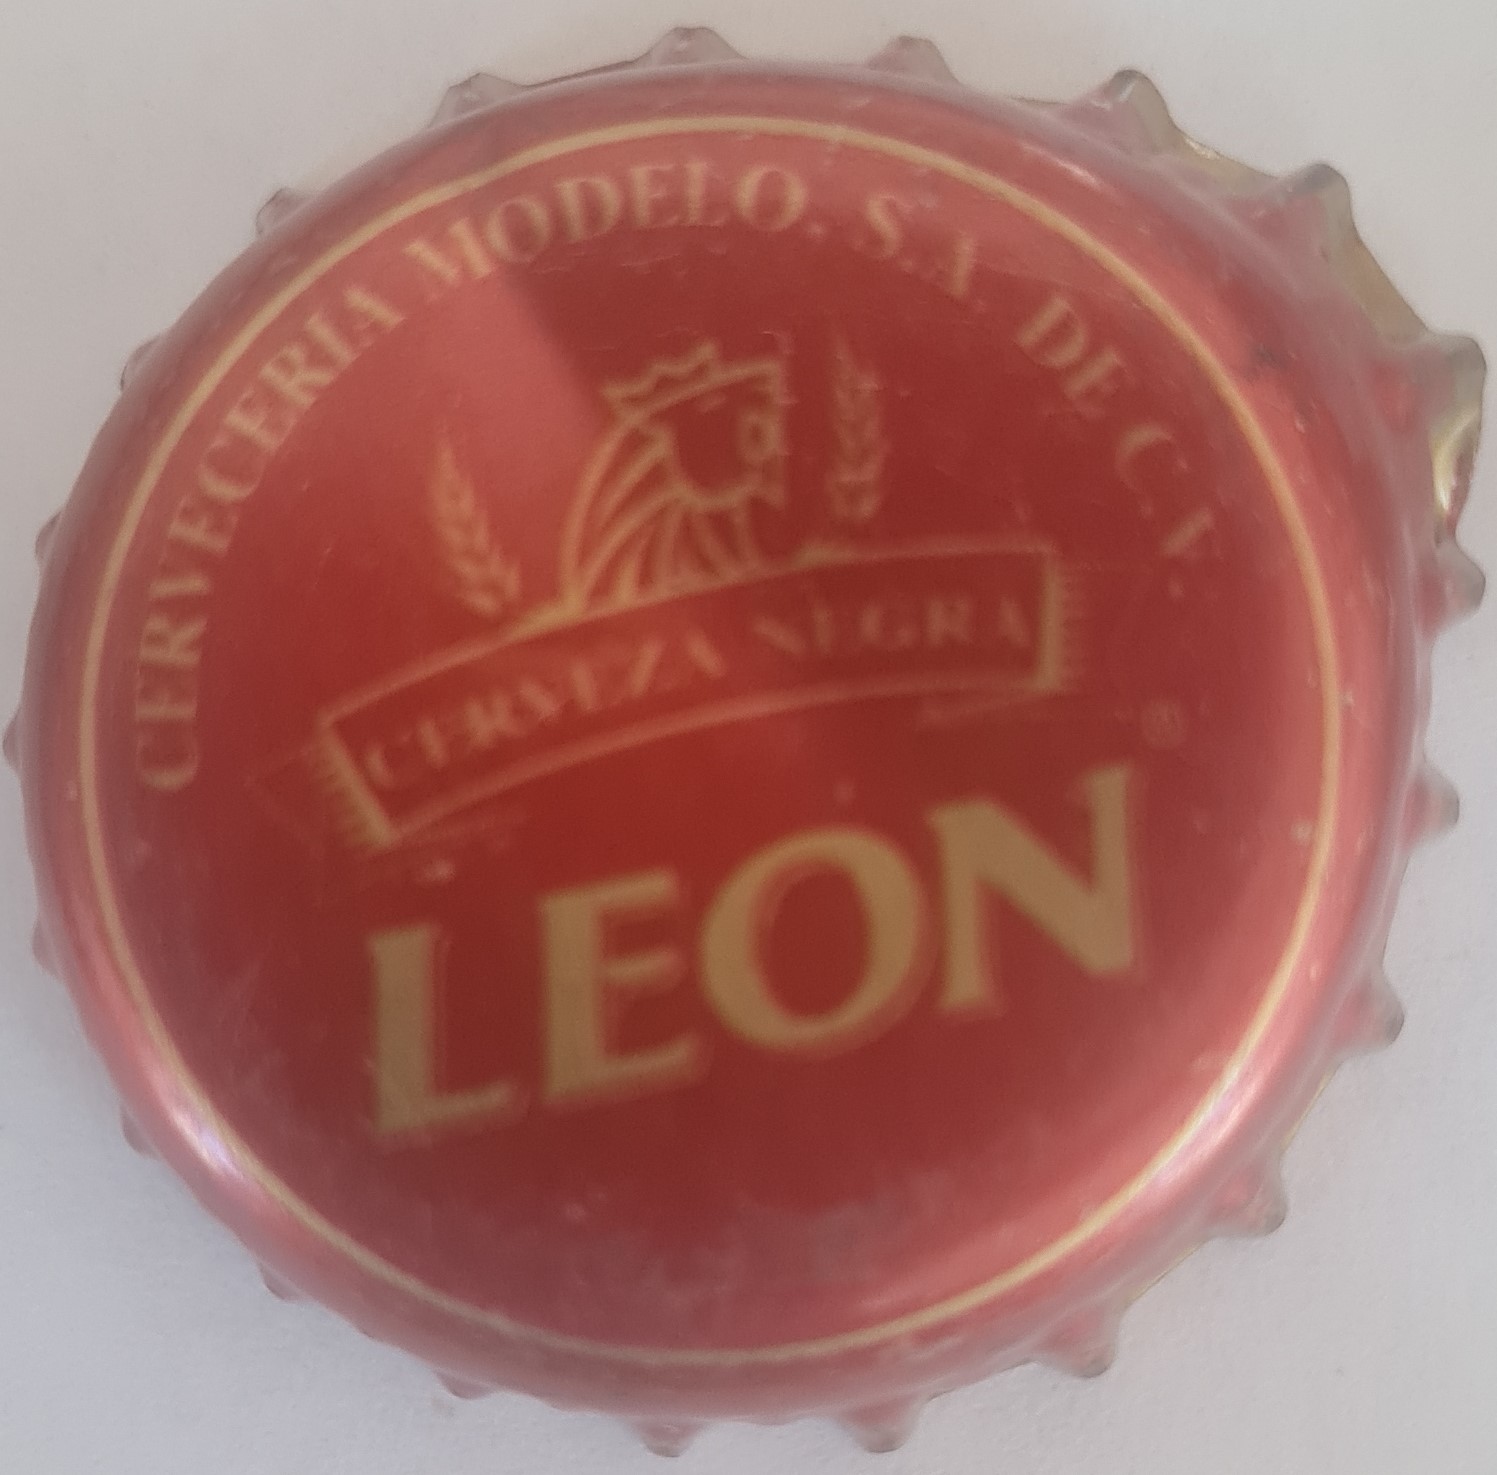 CERVECERIA MODELO, S.A. DE C.V.
CERVEZA NEGRA
®
LEON